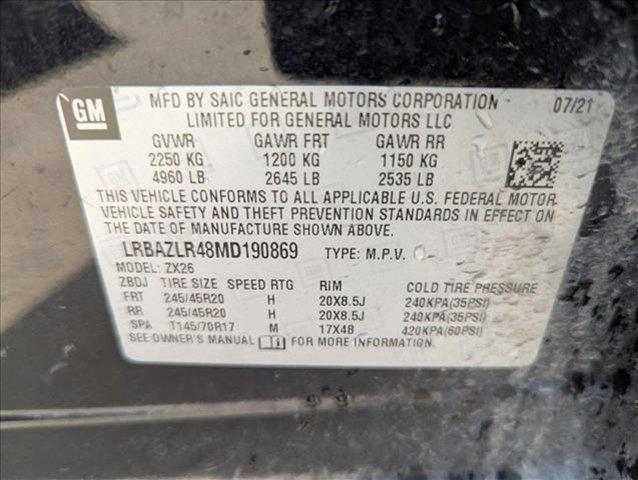 GM
MFD BY SAIC GENERAL MOTORS CORPORATION 07/21
LIMITED FOR GENERAL MOTORS LLC
GVWR GAWR FRT GAWR RR
2250 KG 1200 KG 1150 KG
4960 LB 2645 LB 2535 LB
THIS VEHICLE CONFORMS TO ALL APPLICABLE U.S. FEDERAL MOTOR
VEHICLE SAFETY AND THEFT PREVENTION STANDARDS IN EFFECT ON
THE DATE OF MANUFACTURE SHOWN ABOVE.
LRBAZLR48MD190869 TYPE: M.P.V.
MODEL: ZX26
ZBDJ TIRE SIZE SPEED RTG RIM COLD TIRE PRESSURE
FRT 245/45R20 H 20X8.5J 240KPA(35PSI)
RR 245/45R20 H 20X8.5J 240KPA(35PSI)
SPA T145/70R17 M 17X4B 420KPA(60PSI)
SEE OWNER'S MANUAL FOR MORE INFORMATION